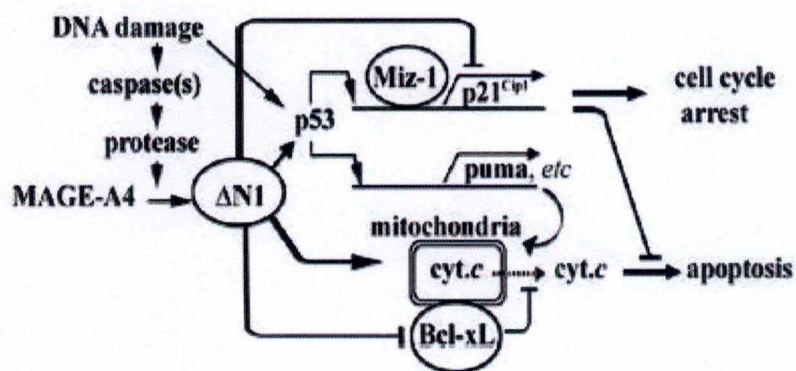 DNA damage
caspase(s)
protease
MAGE-A4
ΔN1
p53
Miz-1
p21Cip1
puma, etc
mitochondria
cyt.c
cyt.c
Bcl-xL
cell cycle
arrest
apoptosis